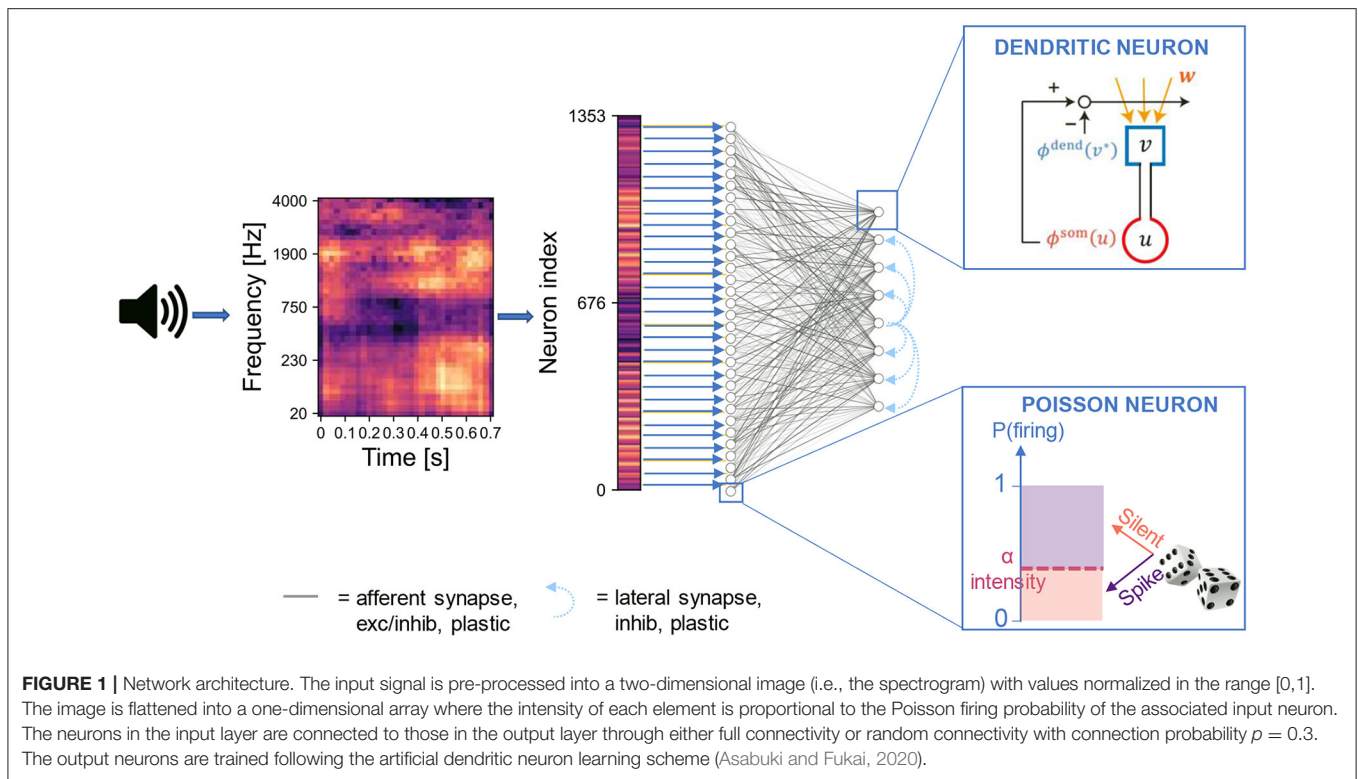 DENDRITIC NEURON
w
+
−
ϕ^dend(v*)
v
ϕ^som(u)
u
1353
676
0
Neuron index
4000
1900
750
230
20
Frequency [Hz]
0 0.1 0.2 0.3 0.4 0.5 0.6 0.7
Time [s]
POISSON NEURON
P(firing)
1
α
intensity
0
Silent
Spike
= afferent synapse,
exc/inhib, plastic
= lateral synapse,
inhib, plastic
FIGURE 1 | Network architecture. The input signal is pre-processed into a two-dimensional image (i.e., the spectrogram) with values normalized in the range [0,1].
The image is flattened into a one-dimensional array where the intensity of each element is proportional to the Poisson firing probability of the associated input neuron.
The neurons in the input layer are connected to those in the output layer through either full connectivity or random connectivity with connection probability p = 0.3.
The output neurons are trained following the artificial dendritic neuron learning scheme (Asabuki and Fukai, 2020).